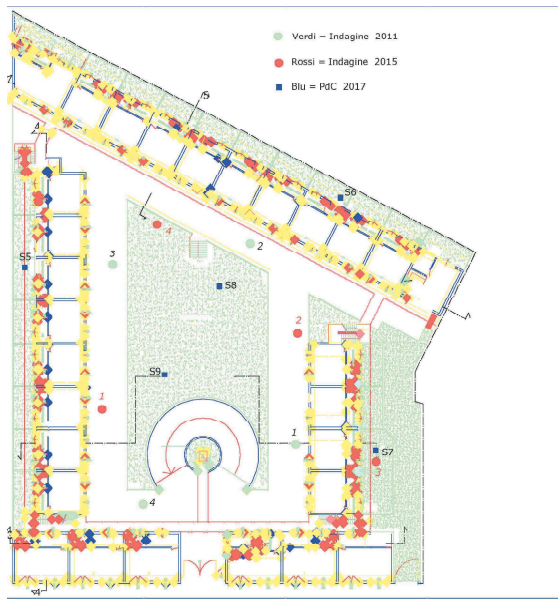 Verdi – Indagine 2011
Rossi = Indagine 2015
Blu = PdC 2017
S6
4
2
3
S5
S8
2
S9
1
1
S7
3
4